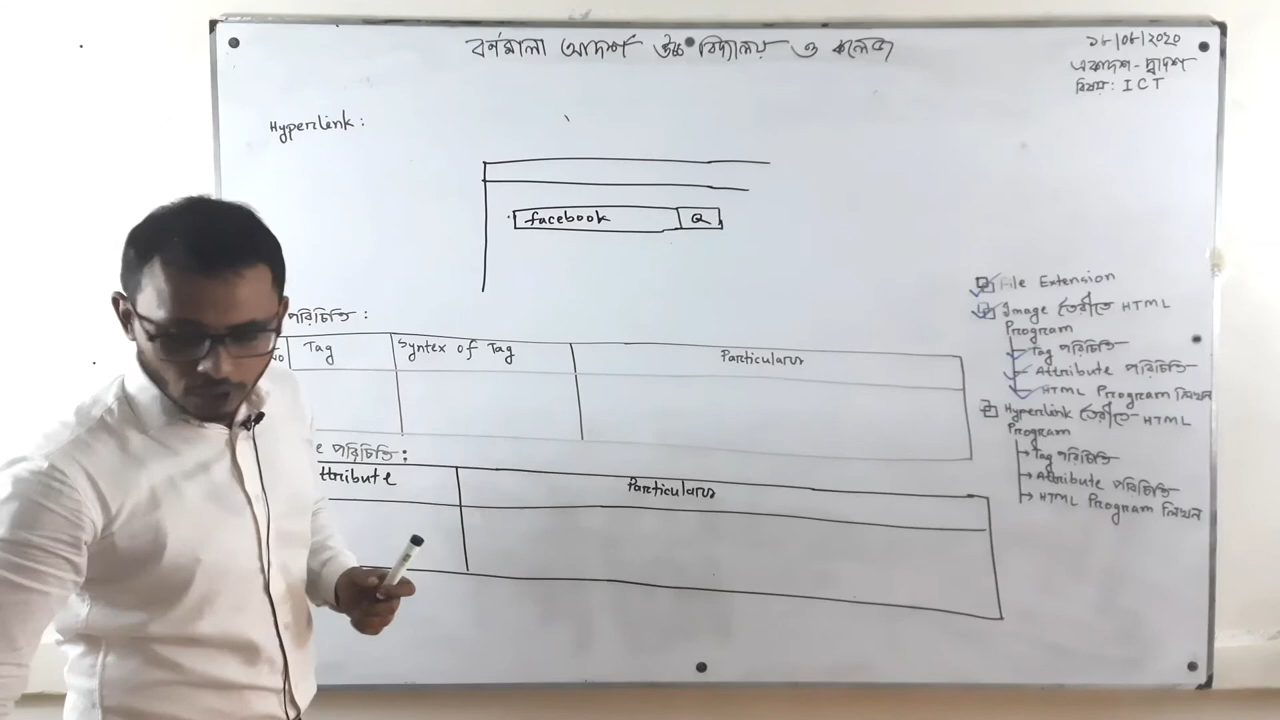 বর্ণমালা আদর্শ উচ্চ বিদ্যালয় ও কলেজ
১৮/০৮/২০২০
একাদশ - দ্বাদশ
বিষয়: ICT
Hyperlink:
facebook
পরিচিতি:
No Tag Syntex of Tag Particulars
পরিচিতি:
ttribute Particulars
File Extension
Image তৈরীতে HTML
Program
Tag পরিচিতি
Attribute পরিচিতি
HTML Program লিখন
Hyperlink তৈরীতে HTML
Program
Tag পরিচিতি
Attribute পরিচিতি
HTML Program লিখন